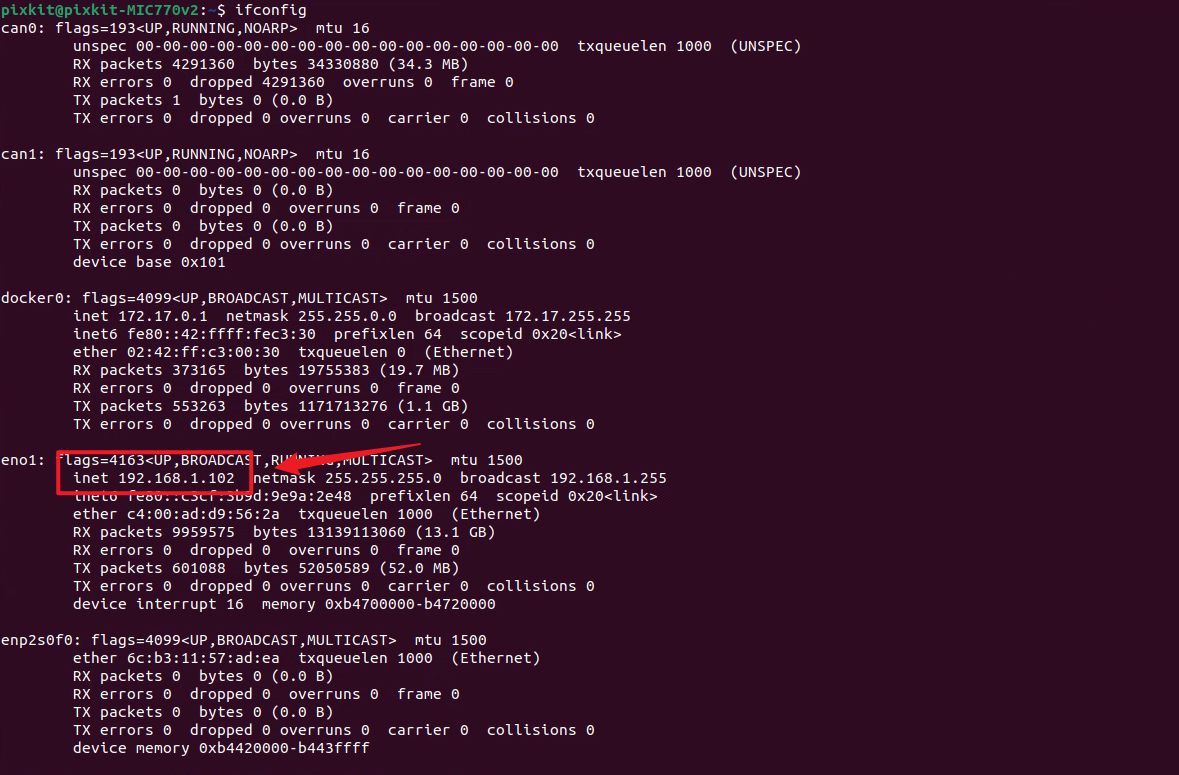 pixkit@pixkit-MIC770v2:~$ ifconfig
can0: flags=193<UP,RUNNING,NOARP>  mtu 16
        unspec 00-00-00-00-00-00-00-00-00-00-00-00-00-00-00-00  txqueuelen 1000  (UNSPEC)
        RX packets 4291360  bytes 34330880 (34.3 MB)
        RX errors 0  dropped 4291360  overruns 0  frame 0
        TX packets 1  bytes 0 (0.0 B)
        TX errors 0  dropped 0 overruns 0  carrier 0  collisions 0

can1: flags=193<UP,RUNNING,NOARP>  mtu 16
        unspec 00-00-00-00-00-00-00-00-00-00-00-00-00-00-00-00  txqueuelen 1000  (UNSPEC)
        RX packets 0  bytes 0 (0.0 B)
        RX errors 0  dropped 0  overruns 0  frame 0
        TX packets 0  bytes 0 (0.0 B)
        TX errors 0  dropped 0 overruns 0  carrier 0  collisions 0
        device base 0x101

docker0: flags=4099<UP,BROADCAST,MULTICAST>  mtu 1500
        inet 172.17.0.1  netmask 255.255.0.0  broadcast 172.17.255.255
        inet6 fe80::42:ffff:fec3:30  prefixlen 64  scopeid 0x20<link>
        ether 02:42:ff:c3:00:30  txqueuelen 0  (Ethernet)
        RX packets 373165  bytes 19755383 (19.7 MB)
        RX errors 0  dropped 0  overruns 0  frame 0
        TX packets 553263  bytes 1171713276 (1.1 GB)
        TX errors 0  dropped 0 overruns 0  carrier 0  collisions 0

eno1: flags=4163<UP,BROADCAST,RUNNING,MULTICAST>  mtu 1500
        inet 192.168.1.102  netmask 255.255.255.0  broadcast 192.168.1.255
        inet6 fe80::c3cf:3b9d:9e9a:2e48  prefixlen 64  scopeid 0x20<link>
        ether c4:00:ad:d9:56:2a  txqueuelen 1000  (Ethernet)
        RX packets 9959575  bytes 13139113060 (13.1 GB)
        RX errors 0  dropped 0  overruns 0  frame 0
        TX packets 601088  bytes 52050589 (52.0 MB)
        TX errors 0  dropped 0 overruns 0  carrier 0  collisions 0
        device interrupt 16  memory 0xb4700000-b4720000

enp2s0f0: flags=4099<UP,BROADCAST,MULTICAST>  mtu 1500
        ether 6c:b3:11:57:ad:ea  txqueuelen 1000  (Ethernet)
        RX packets 0  bytes 0 (0.0 B)
        RX errors 0  dropped 0  overruns 0  frame 0
        TX packets 0  bytes 0 (0.0 B)
        TX errors 0  dropped 0 overruns 0  carrier 0  collisions 0
        device memory 0xb4420000-b443ffff